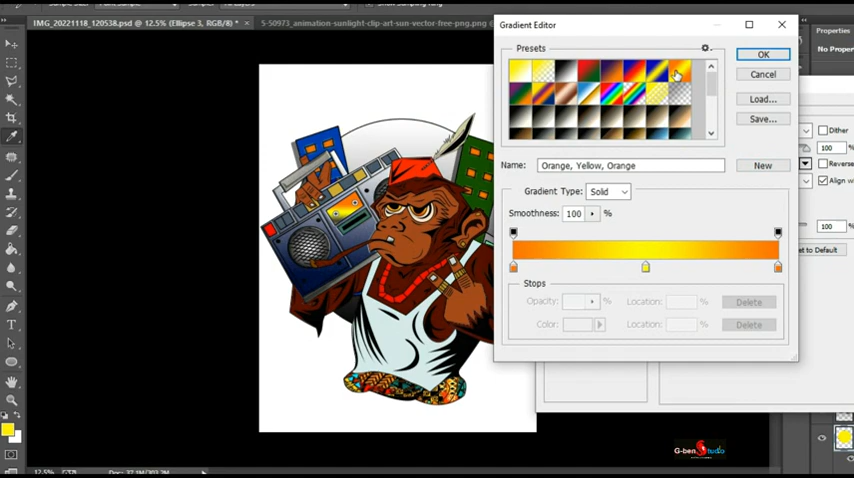 IMG_20221118_120538.psd @ 12.5% (Ellipse 3, RGB/8) * ×
5-50973_animation-sunlight-clip-art-sun-vector-free-png.png
Gradient Editor
Properties
No Prope
Presets
OK
Cancel
Load...
Save...
Dither
100
Reverse
Align w
Name: Orange, Yellow, Orange
New
Gradient Type: Solid
Smoothness: 100 %
100
et to Default
Stops
Opacity: % Location: % Delete
Color: Location: % Delete
G-ben Studio
12.5%